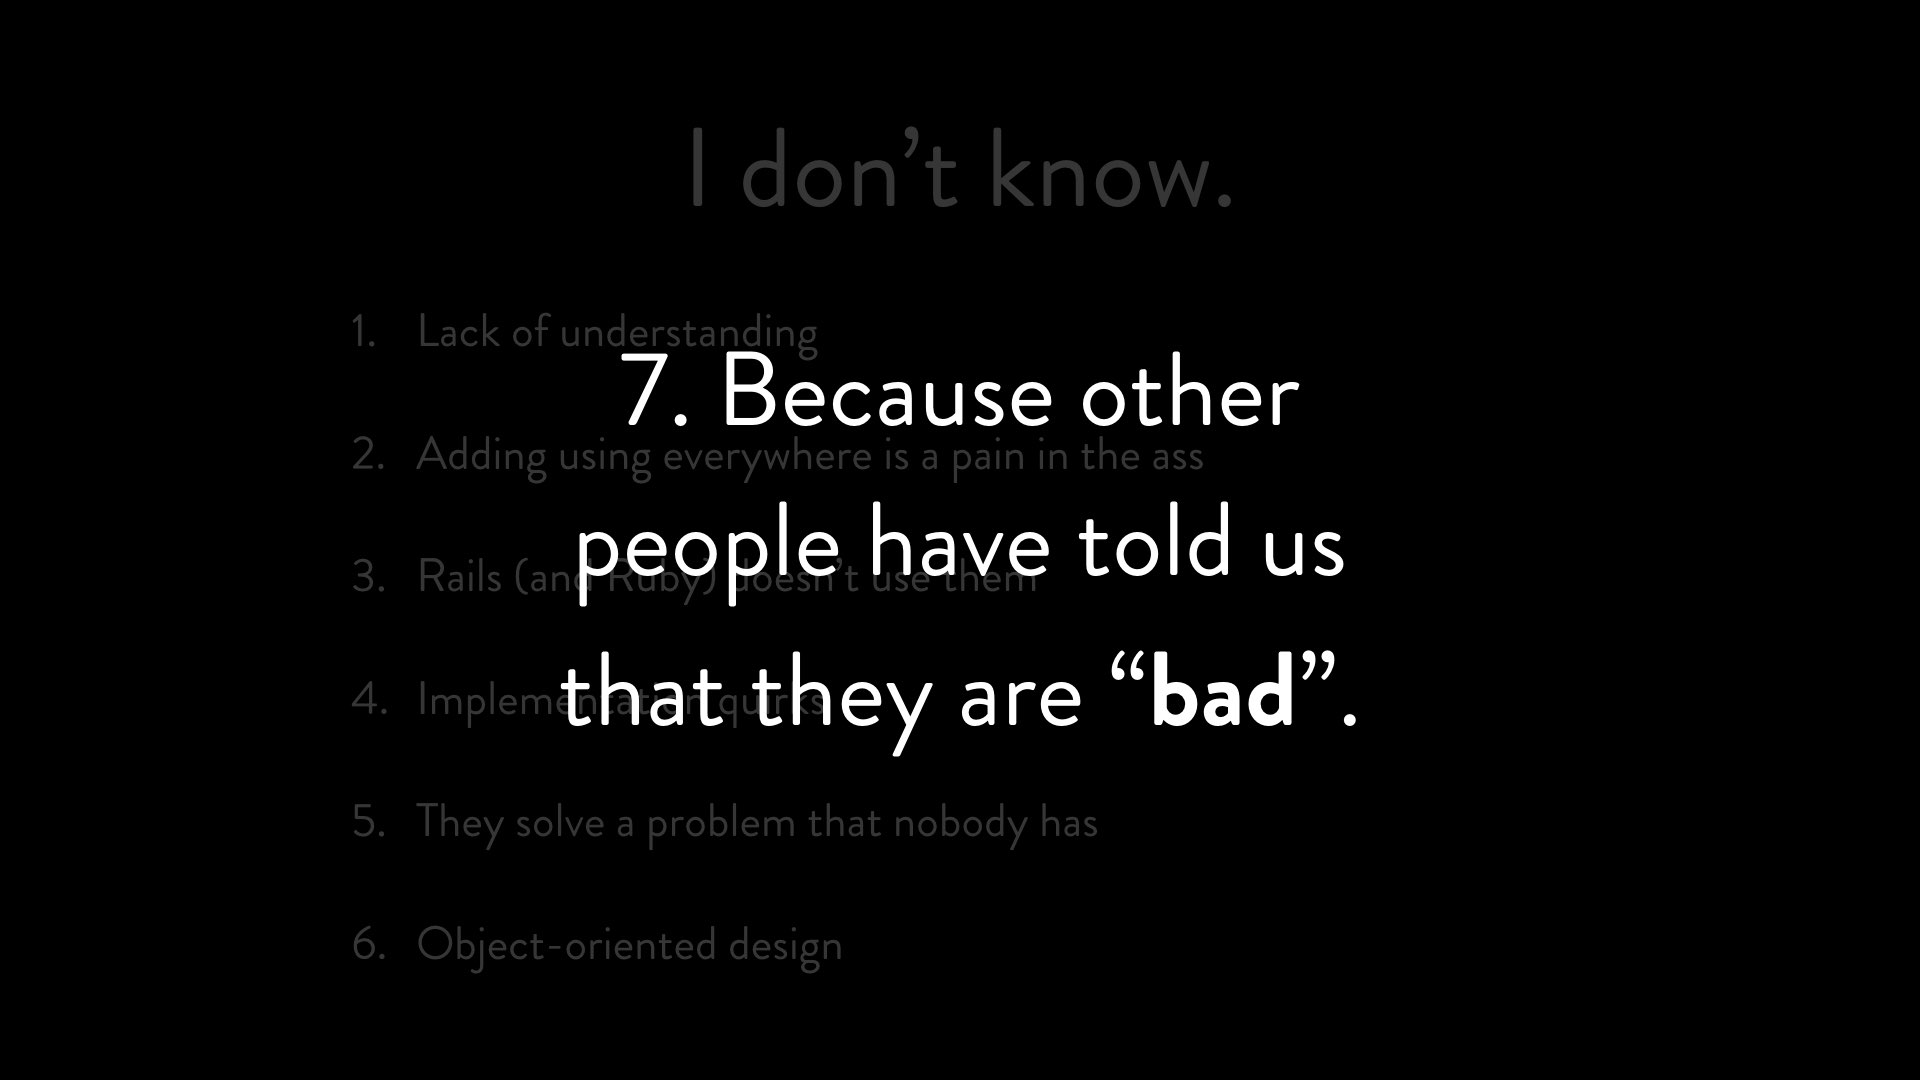 I don’t know.
1. Lack of understanding
7. Because other
2. Adding using everywhere is a pain in the ass
people have told us
3. Rails (and Ruby) doesn’t use them
that they are “bad”.
4. Implementation quirks
5. They solve a problem that nobody has
6. Object-oriented design